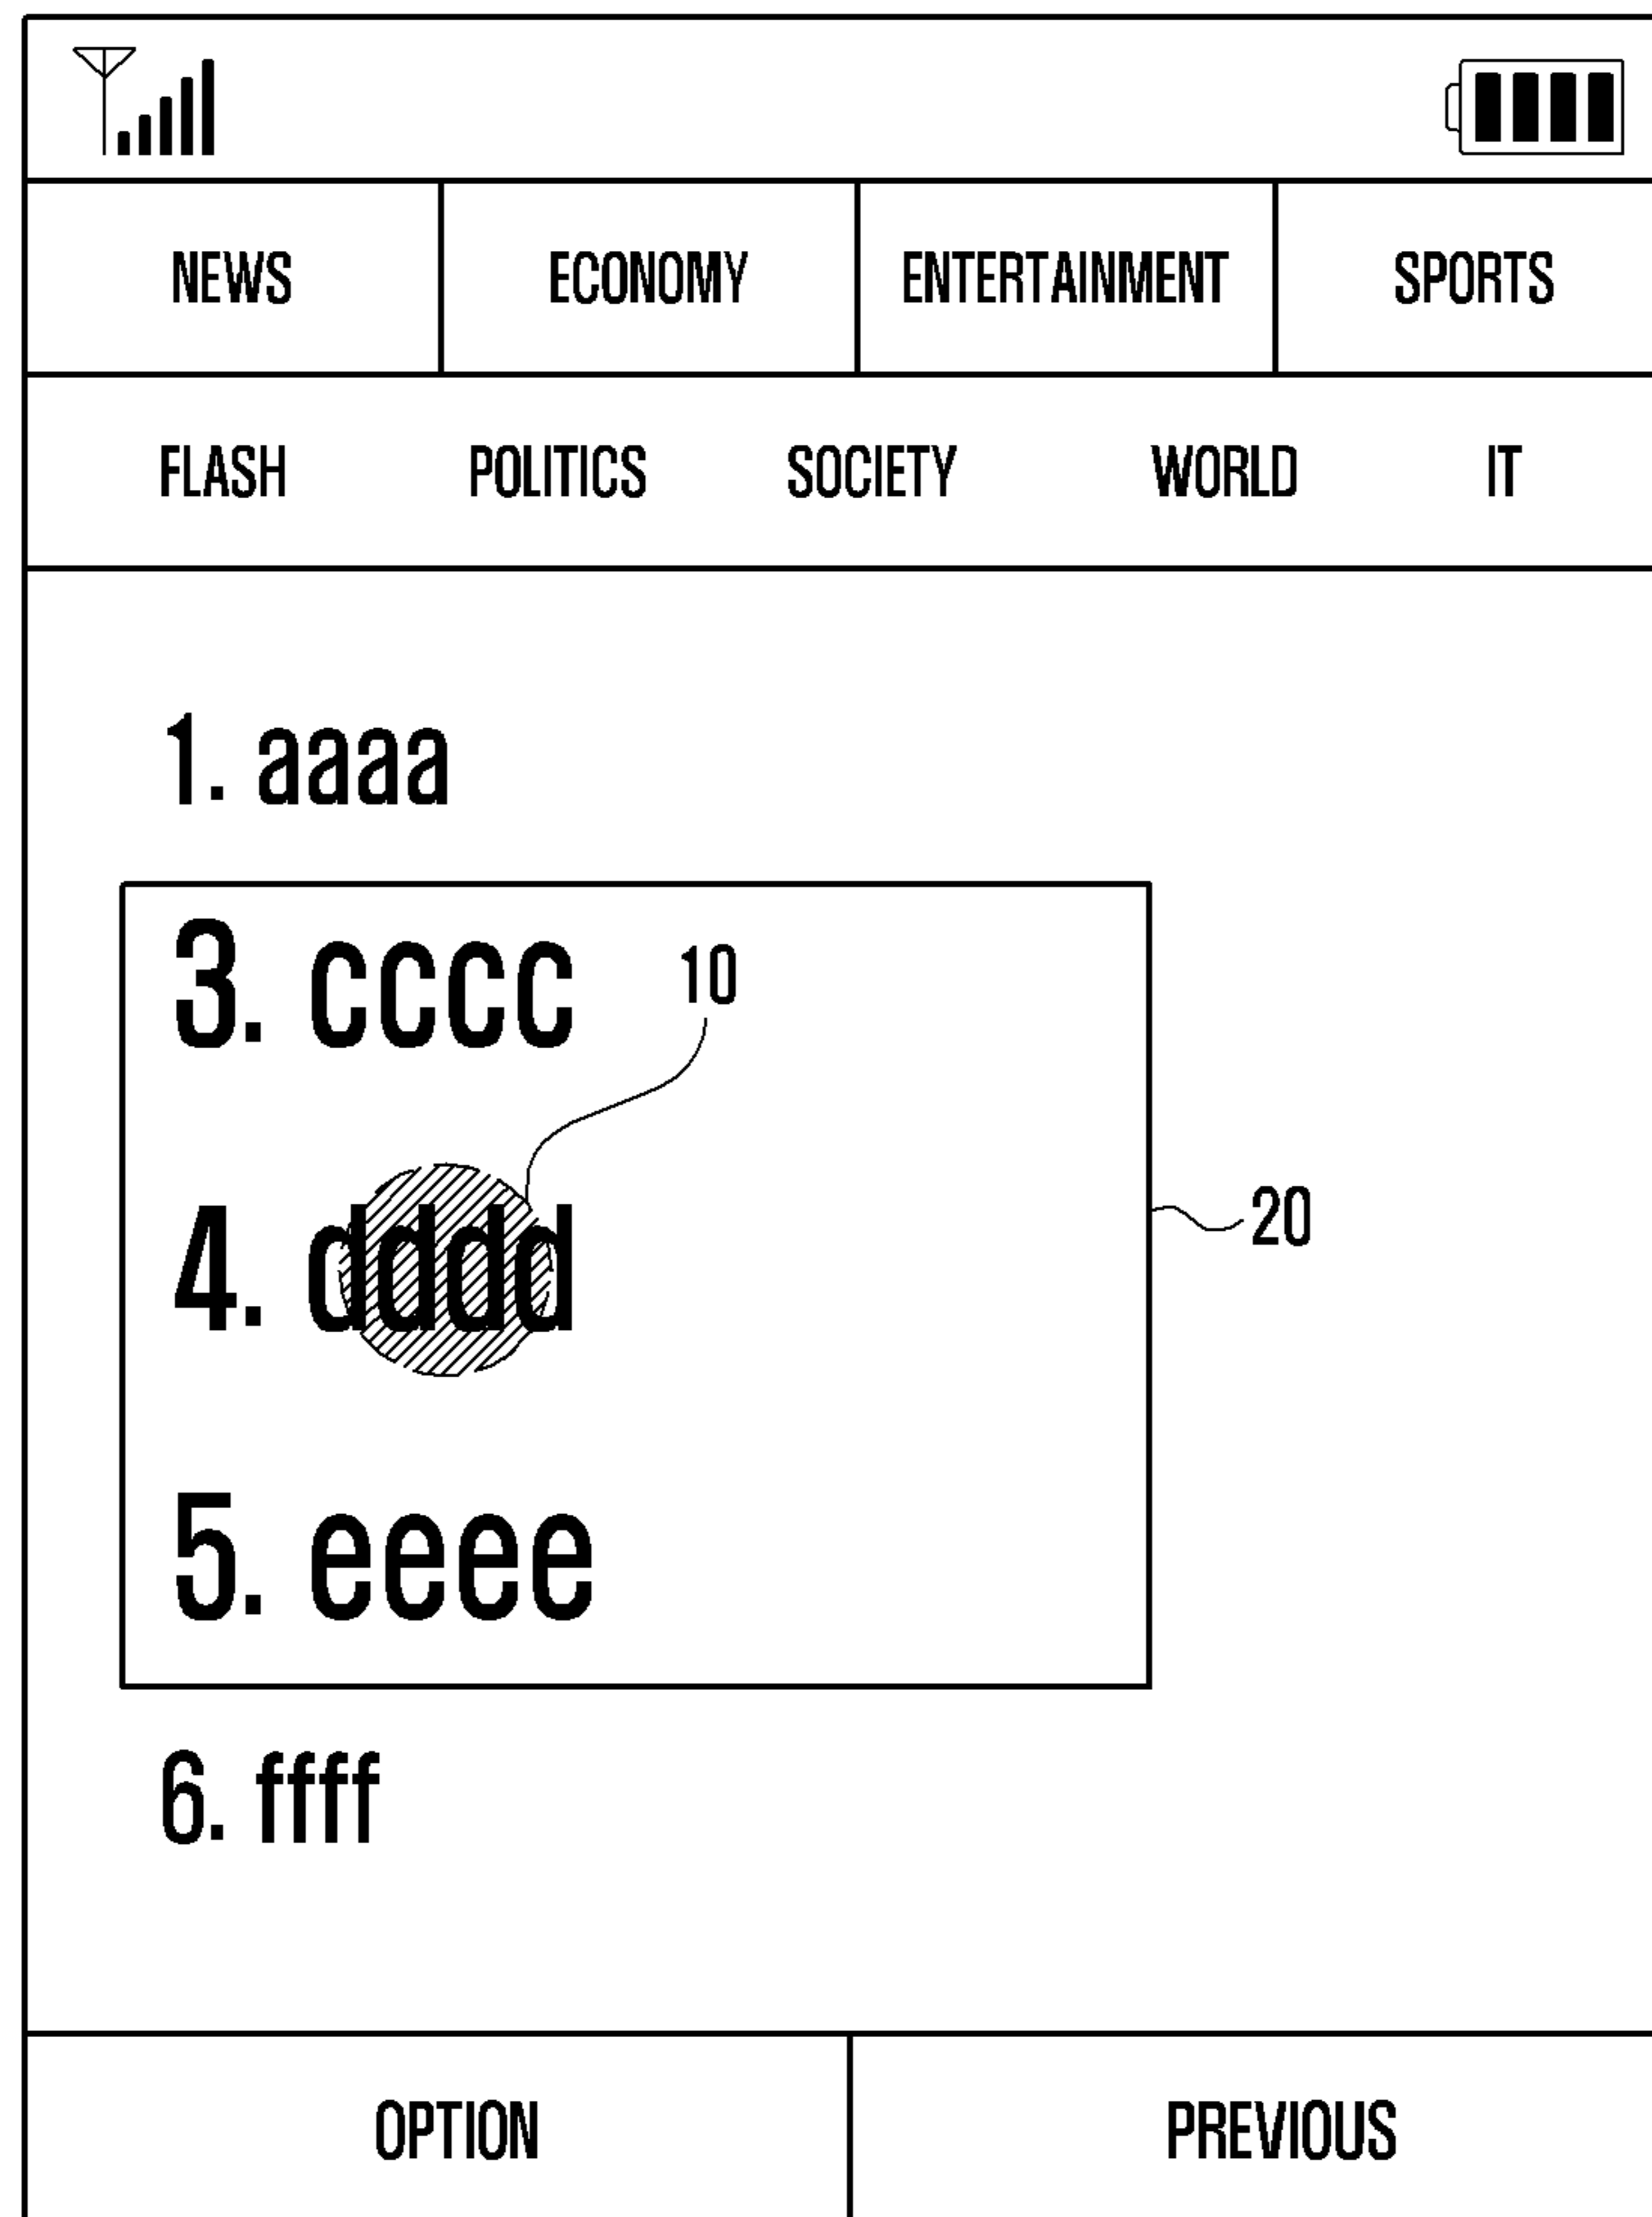 NEWS ECONOMY ENTERTAINMENT SPORTS
FLASH POLITICS SOCIETY WORLD IT
1. aaaa
3. cccc
10
4. dddd
20
5. eeee
6. ffff
OPTION PREVIOUS